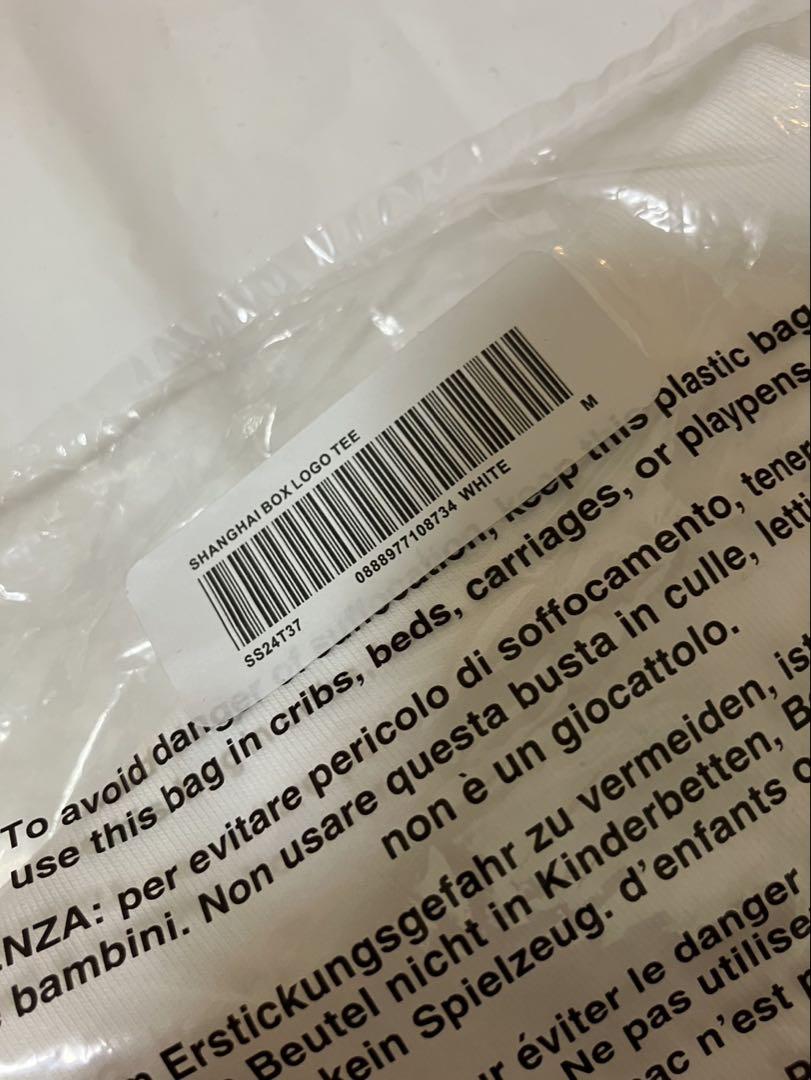 SHANGHAI BOX LOGO TEE
0888977108734 WHITE
M
SS24T37
To avoid danger of suffocation, keep this plastic bag
use this bag in cribs, beds, carriages, or playpens
per evitare pericolo di soffocamento, tener
bambini. Non usare questa busta in culle, letti
non è un giocattolo.
Erstickungsgefahr zu vermeiden, ist
Beutel nicht in Kinderbetten,
kein Spielzeug. d'enfants
éviter le danger
Ne pas utilise
n'est